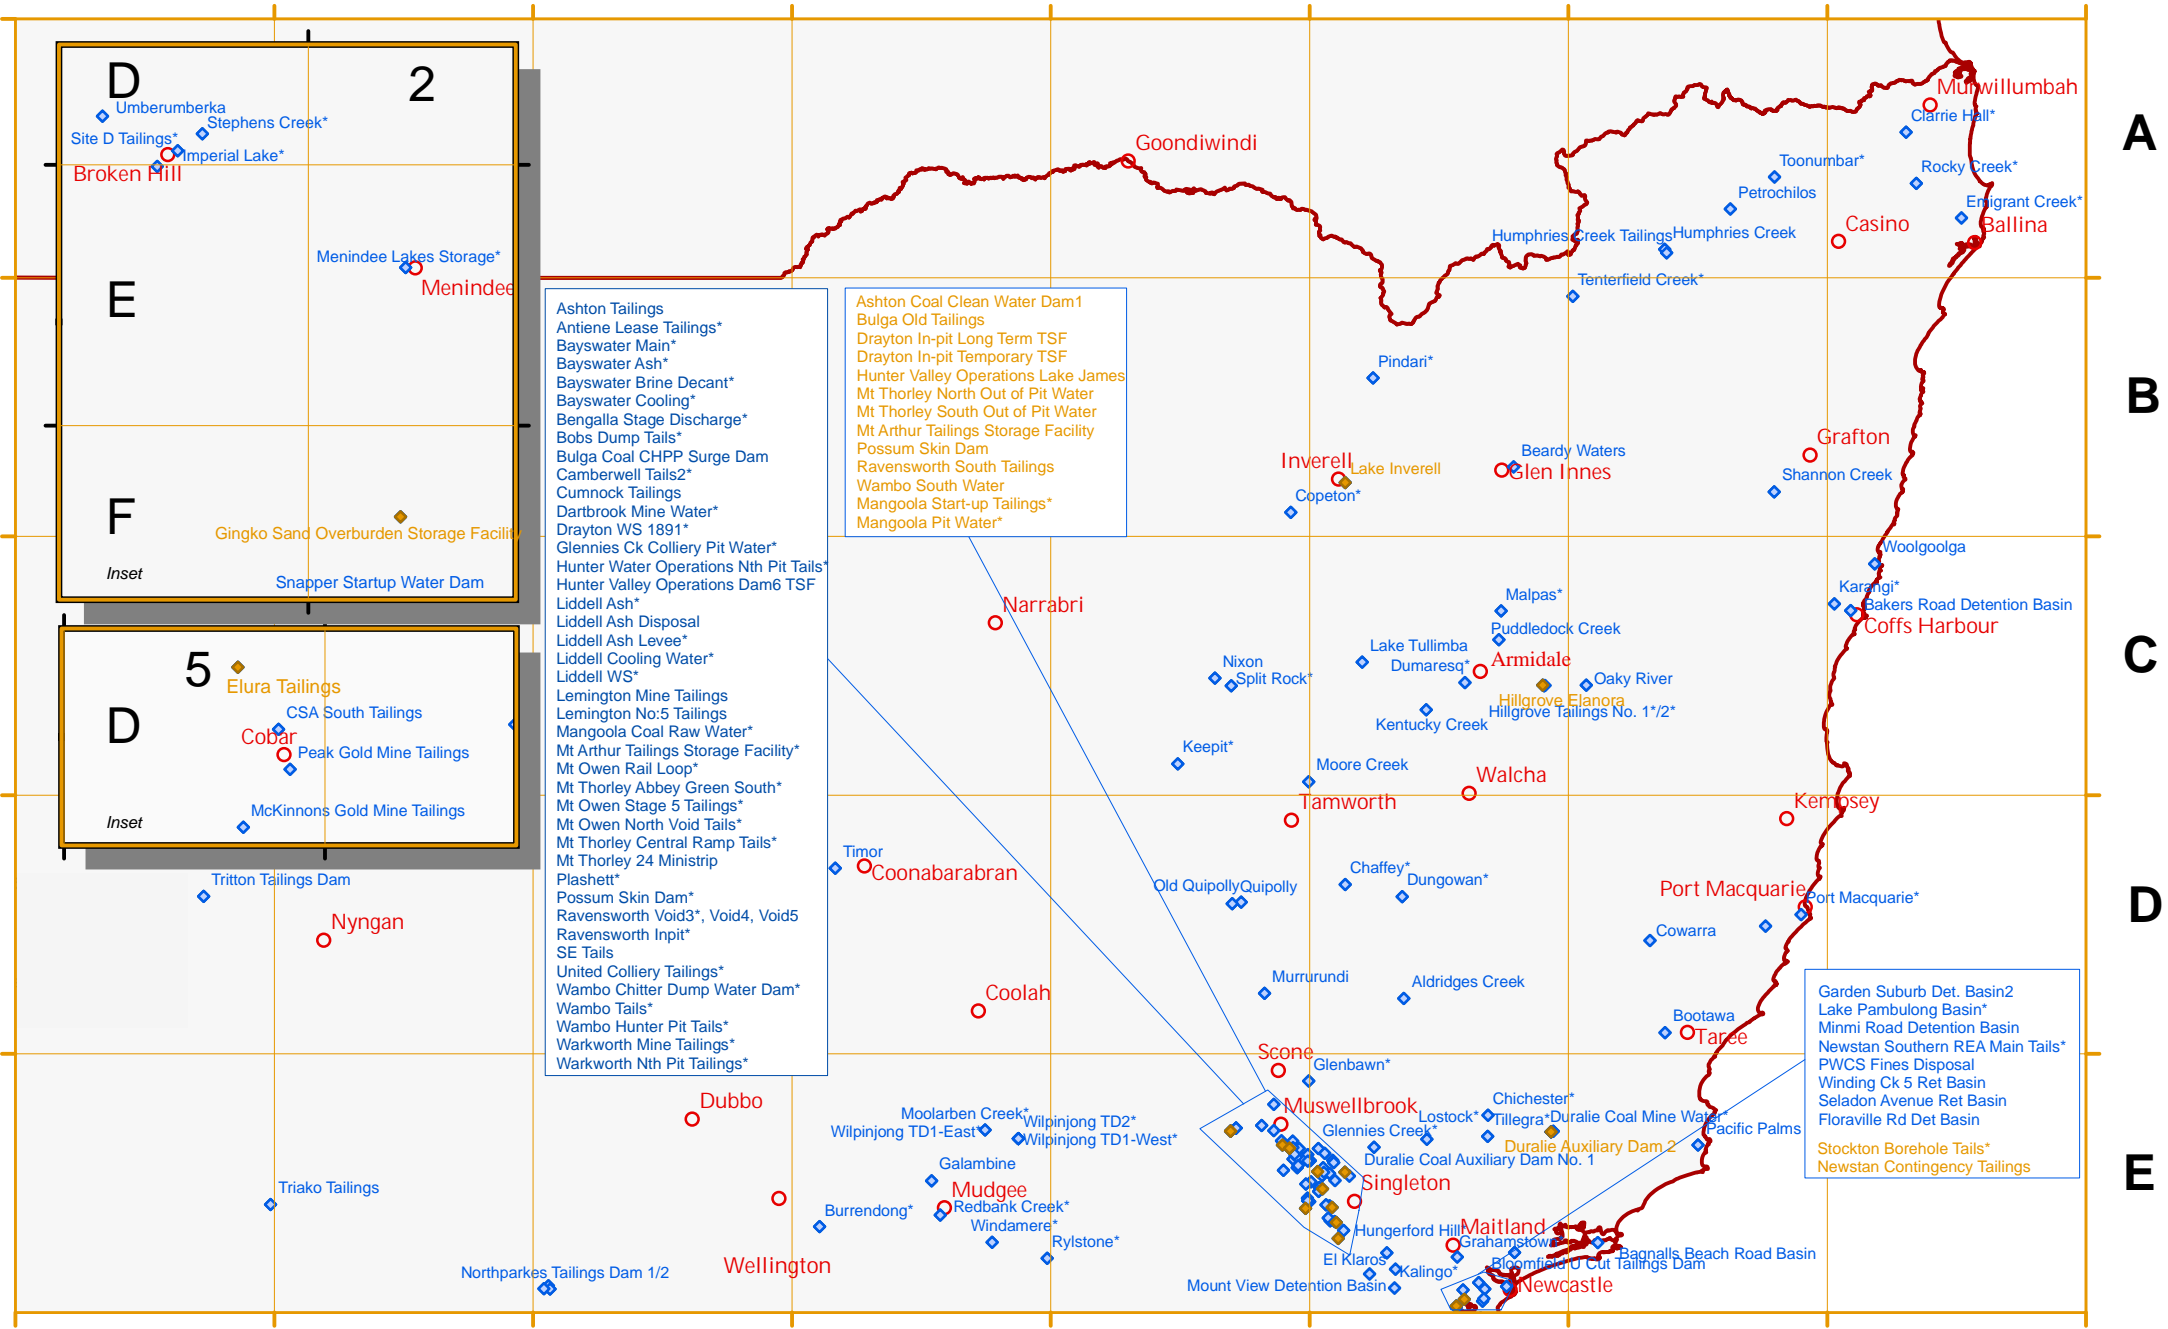 D
2
Umberumberka
Stephens Creek*
Site D Tailings*
Imperial Lake*
Broken Hill
Menindee Lakes Storage*
Menindee
E
F
Gingko Sand Overburden Storage Facility
Inset
Snapper Startup Water Dam
5
Elura Tailings
CSA South Tailings
D
Cobar
Peak Gold Mine Tailings
McKinnons Gold Mine Tailings
Inset
Tritton Tailings Dam
Nyngan
Triako Tailings
Northparkes Tailings Dam 1/2
Ashton Tailings
Antiene Lease Tailings*
Bayswater Main*
Bayswater Ash*
Bayswater Brine Decant*
Bayswater Cooling*
Bengalla Stage Discharge*
Bobs Dump Tails*
Bulga Coal CHPP Surge Dam
Camberwell Tails2*
Cumnock Tailings
Dartbrook Mine Water*
Drayton WS 1891*
Glennies Ck Colliery Pit Water*
Hunter Water Operations Nth Pit Tails*
Hunter Valley Operations Dam6 TSF
Liddell Ash*
Liddell Ash Disposal
Liddell Ash Levee*
Liddell Cooling Water*
Liddell WS*
Lemington Mine Tailings
Lemington No:5 Tailings
Mangoola Coal Raw Water*
Mt Arthur Tailings Storage Facility*
Mt Owen Rail Loop*
Mt Thorley Abbey Green South*
Mt Owen Stage 5 Tailings*
Mt Owen North Void Tails*
Mt Thorley Central Ramp Tails*
Mt Thorley 24 Ministrip
Plashett*
Possum Skin Dam*
Ravensworth Void3*, Void4, Void5
Ravensworth Inpit*
SE Tails
United Colliery Tailings*
Wambo Chitter Dump Water Dam*
Wambo Tails*
Wambo Hunter Pit Tails*
Warkworth Mine Tailings*
Warkworth Nth Pit Tailings*
Ashton Coal Clean Water Dam1
Bulga Old Tailings
Drayton In-pit Long Term TSF
Drayton In-pit Temporary TSF
Hunter Valley Operations Lake James
Mt Thorley North Out of Pit Water
Mt Thorley South Out of Pit Water
Mt Arthur Tailings Storage Facility
Possum Skin Dam
Ravensworth South Tailings
Wambo South Water
Mangoola Start-up Tailings*
Mangoola Pit Water*
Goondiwindi
Murwillumbah
Clarrie Hall*
A
Toonumbar*
Rocky Creek*
Petrochilos
Emigrant Creek*
Casino
Ballina
Humphries Creek Tailings
Humphries Creek
Tenterfield Creek*
Pindari*
B
Grafton
Beardy Waters
Inverell
Lake Inverell
Glen Innes
Shannon Creek
Copeton*
Woolgoolga
Karangi*
Bakers Road Detention Basin
Coffs Harbour
Narrabri
Malpas*
Puddledock Creek
Lake Tullimba
Armidale
Dumaresq*
C
Nixon
Split Rock*
Oaky River
Hillgrove Elanora
Hillgrove Tailings No. 1*/2*
Kentucky Creek
Keepit*
Moore Creek
Walcha
Tamworth
Kempsey
Timor
Coonabarabran
Chaffey*
Dungowan*
Old Quipolly
Quipolly
Port Macquarie
Port Macquarie*
D
Cowarra
Murrurundi
Aldridges Creek
Coolah
Bootawa
Taree
Garden Suburb Det. Basin2
Lake Pambulong Basin*
Minmi Road Detention Basin
Newstan Southern REA Main Tails*
PWCS Fines Disposal
Winding Ck 5 Ret Basin
Seladon Avenue Ret Basin
Floraville Rd Det Basin
Stockton Borehole Tails*
Newstan Contingency Tailings
Scone
Glenbawn*
Dubbo
Moolarben Creek*
Wilpinjong TD2*
Wilpinjong TD1-East*
Wilpinjong TD1-West*
Muswellbrook
Chichester*
Lostock*
Tillegra*
Duralie Coal Mine Water*
Glennies Creek*
Pacific Palms
Duralie Auxiliary Dam 2
Duralie Coal Auxiliary Dam No. 1
E
Galambine
Mudgee
Singleton
Redbank Creek*
Burrendong*
Windamere*
Rylstone*
Wellington
Hungerford Hill
Maitland
Grahamstown
Bagnalls Beach Road Basin
El Klaros
Bloomfield U Cut Tailings Dam
Kalingo*
Mount View Detention Basin
Newcastle